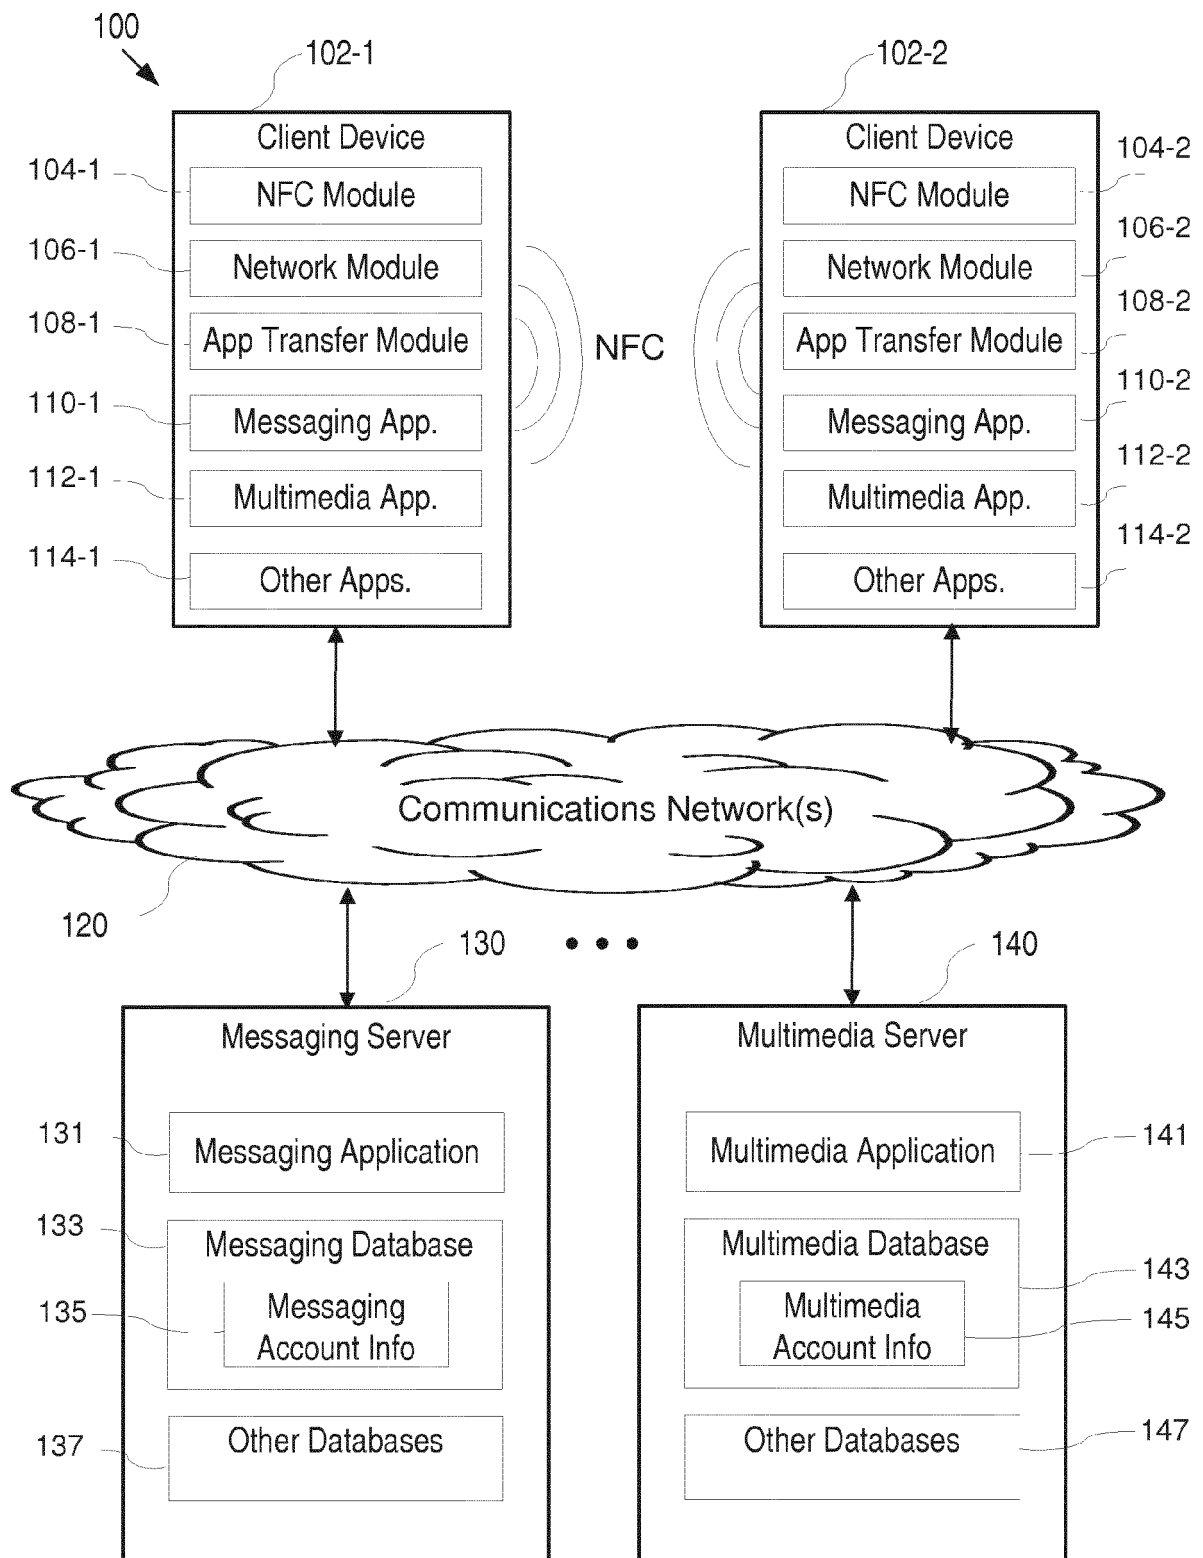 100
102-1
102-2
Client Device
104-1
NFC Module
106-1
Network Module
108-1
App Transfer Module
110-1
Messaging App.
112-1
Multimedia App.
114-1
Other Apps.
NFC
Client Device
104-2
NFC Module
106-2
Network Module
108-2
App Transfer Module
110-2
Messaging App.
112-2
Multimedia App.
114-2
Other Apps.
Communications Network(s)
120
130
140
Messaging Server
131
Messaging Application
133
Messaging Database
135
Messaging
Account Info
137
Other Databases
Multimedia Server
141
Multimedia Application
Multimedia Database
143
Multimedia
Account Info
145
Other Databases
147